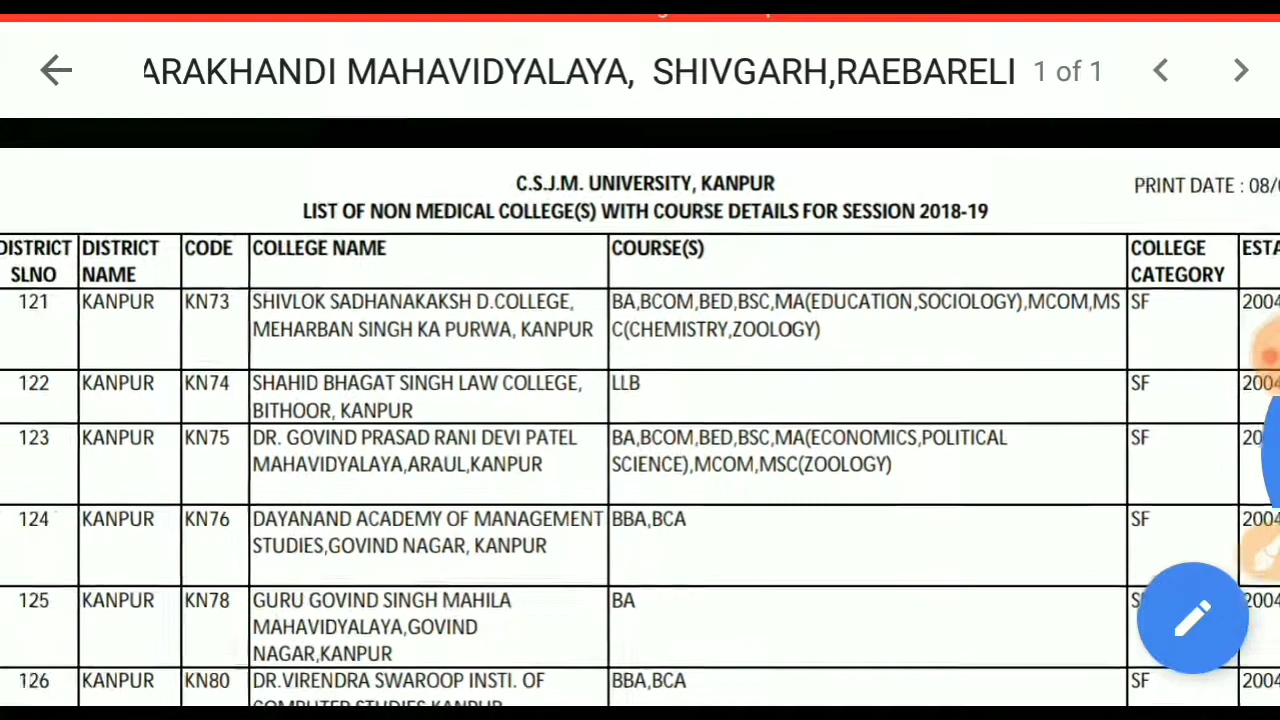 ARAKHANDI MAHAVIDYALAYA, SHIVGARH,RAEBARELI 1 of 1
C.S.J.M. UNIVERSITY, KANPUR
PRINT DATE : 08/
LIST OF NON MEDICAL COLLEGE(S) WITH COURSE DETAILS FOR SESSION 2018-19
DISTRICT DISTRICT CODE COLLEGE NAME COURSE(S) COLLEGE ESTA
SLNO NAME CATEGORY
121 KANPUR KN73 SHIVLOK SADHANAKAKSH D.COLLEGE, BA,BCOM,BED,BSC,MA(EDUCATION,SOCIOLOGY),MCOM,MS SF 2004
MEHARBAN SINGH KA PURWA, KANPUR C(CHEMISTRY,ZOOLOGY)
122 KANPUR KN74 SHAHID BHAGAT SINGH LAW COLLEGE, LLB SF 2004
BITHOOR, KANPUR
123 KANPUR KN75 DR. GOVIND PRASAD RANI DEVI PATEL BA,BCOM,BED,BSC,MA(ECONOMICS,POLITICAL SF 20
MAHAVIDYALAYA,ARAUL,KANPUR SCIENCE),MCOM,MSC(ZOOLOGY)
124 KANPUR KN76 DAYANAND ACADEMY OF MANAGEMENT BBA,BCA SF 2004
STUDIES,GOVIND NAGAR, KANPUR
125 KANPUR KN78 GURU GOVIND SINGH MAHILA BA S 2004
MAHAVIDYALAYA,GOVIND
NAGAR,KANPUR
126 KANPUR KN80 DR.VIRENDRA SWAROOP INSTI. OF BBA,BCA SF 2004
COMPUTER STUDIES KANPUR